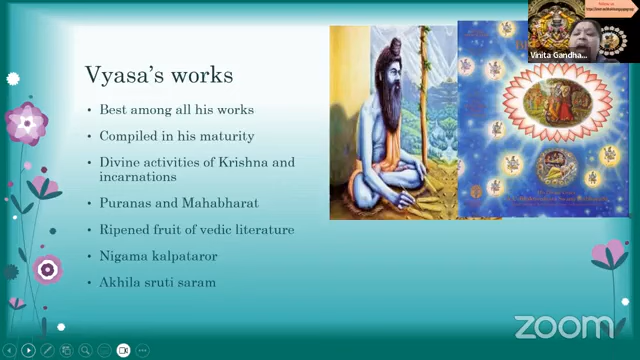 Vyasa's works
Best among all his works
Compiled in his maturity
Divine activities of Krishna and
incarnations
Puranas and Mahabharat
Ripened fruit of vedic literature
Nigama kalpataror
Akhila sruti saram
Vinita Gandha...
zoom